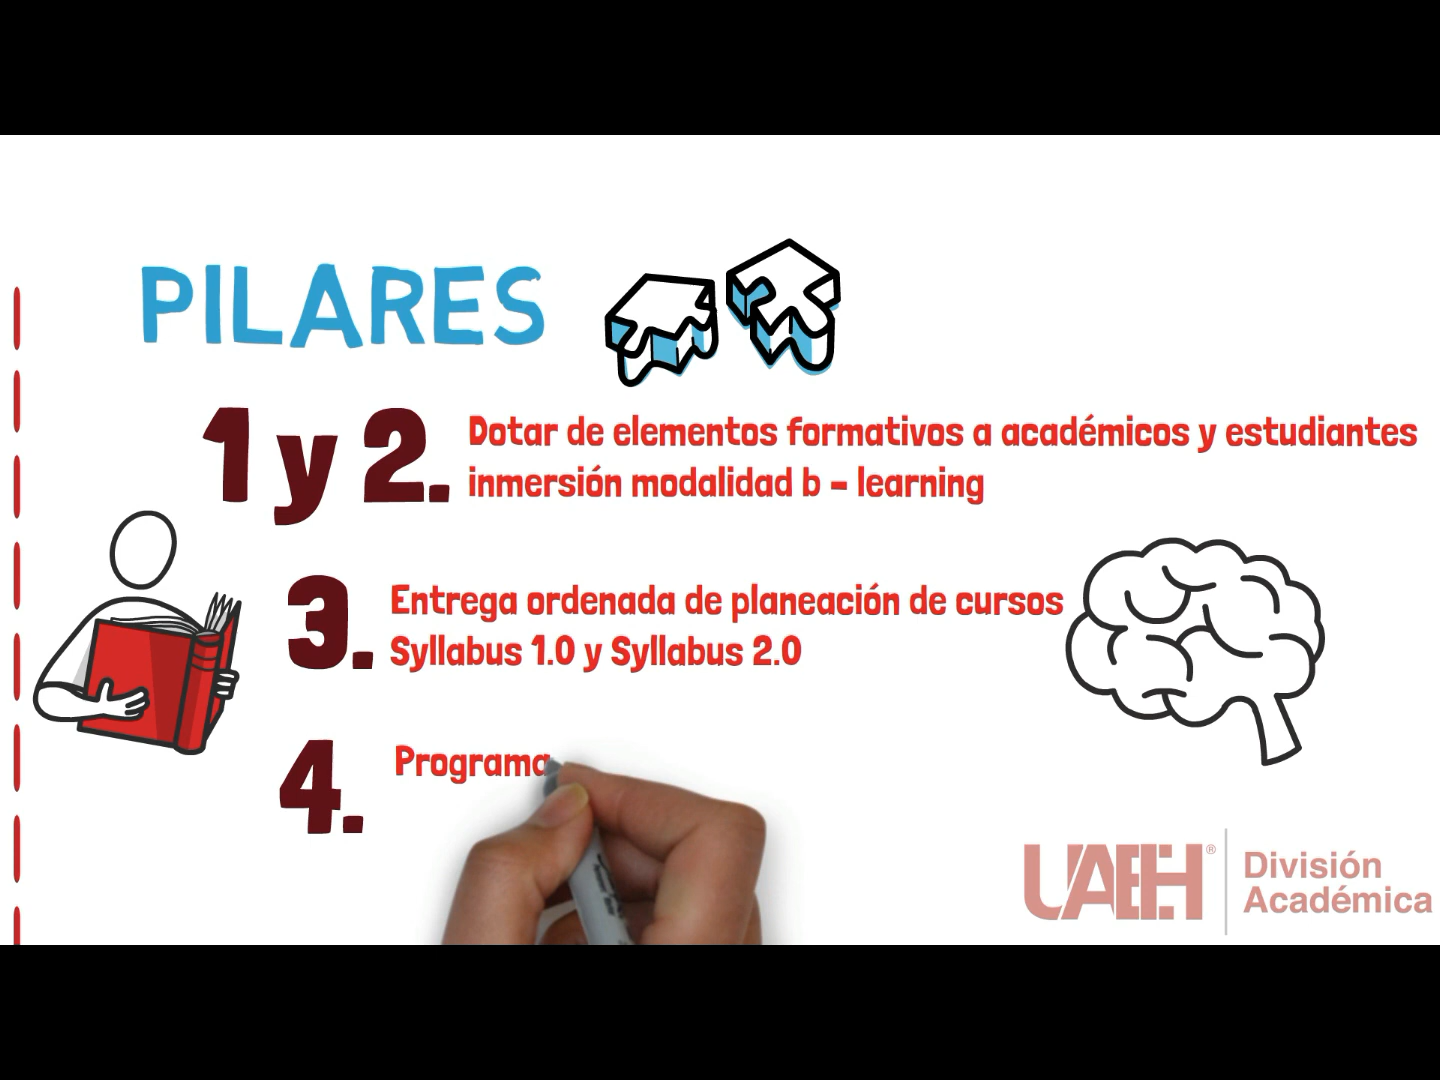 PILARES
1 y 2.
Dotar de elementos formativos a académicos y estudiantes
inmersión modalidad b - learning
3.
Entrega ordenada de planeación de cursos
Syllabus 1.0 y Syllabus 2.0
4.
Programa
UAEH®
División
Académica